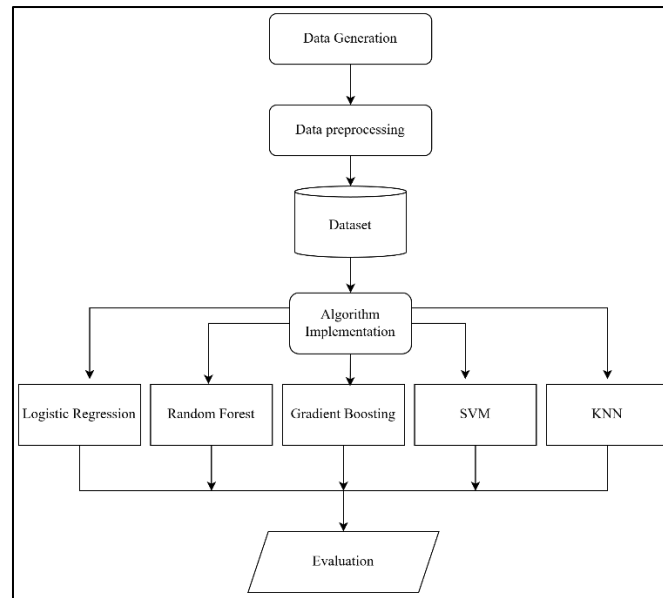 Data Generation
Data preprocessing
Dataset
Algorithm
Implementation
Logistic Regression
Random Forest
Gradient Boosting
SVM
KNN
Evaluation